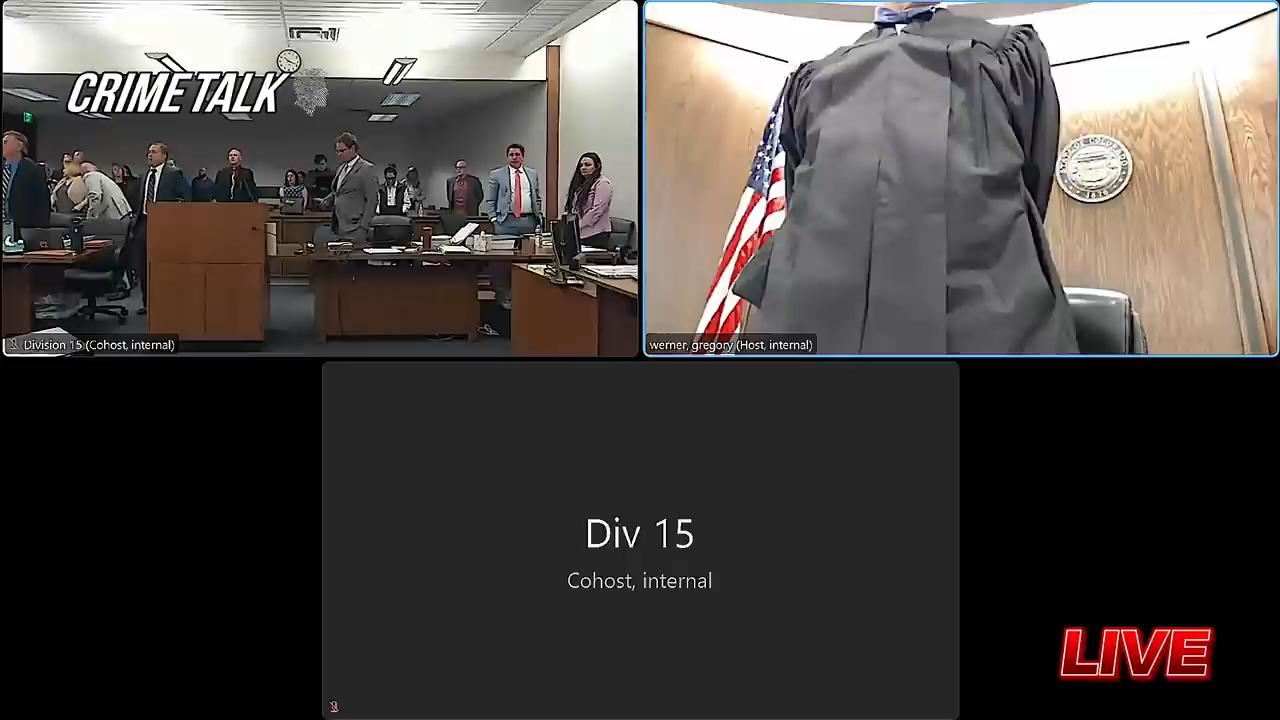 CRIME TALK
Division 15 (Cohost, internal)
werner, gregory (Host, internal)
Div 15
Cohost, internal
LIVE